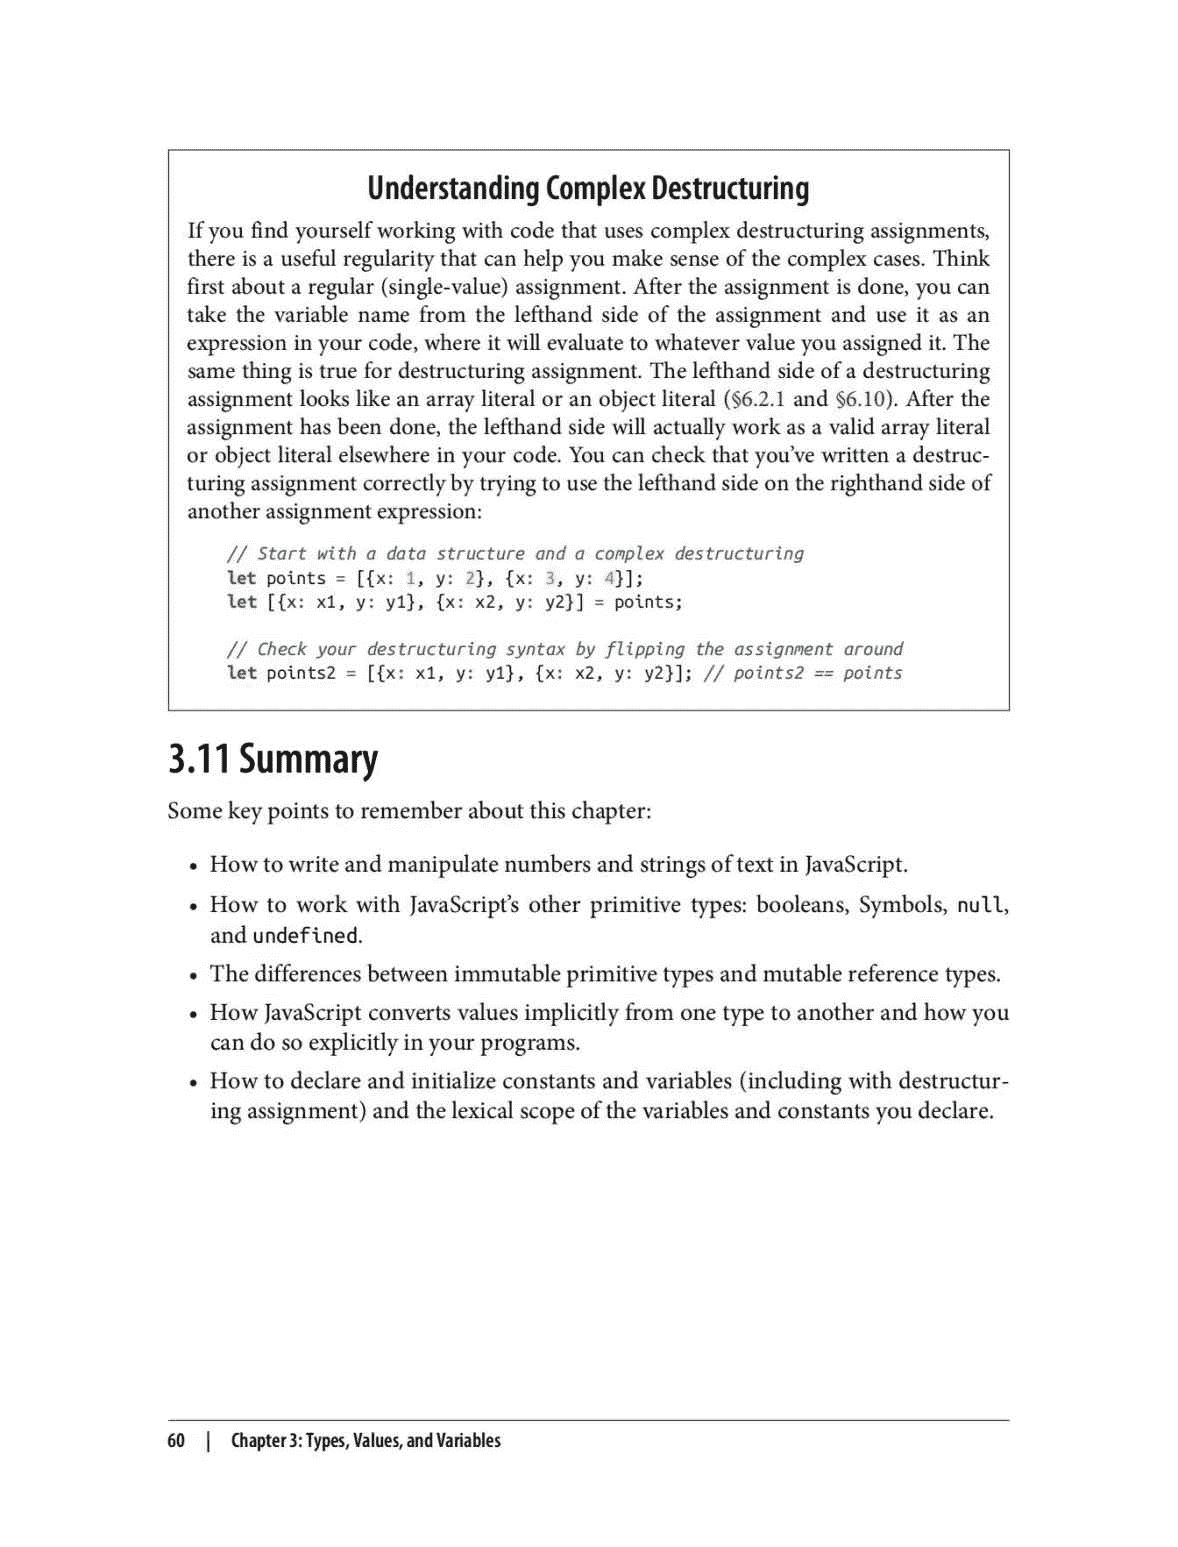 Understanding Complex Destructuring
If you find yourself working with code that uses complex destructuring assignments,
there is a useful regularity that can help you make sense of the complex cases. Think
first about a regular (single-value) assignment. After the assignment is done, you can
take the variable name from the lefthand side of the assignment and use it as an
expression in your code, where it will evaluate to whatever value you assigned it. The
same thing is true for destructuring assignment. The lefthand side of a destructuring
assignment looks like an array literal or an object literal (§6.2.1 and §6.10). After the
assignment has been done, the lefthand side will actually work as a valid array literal
or object literal elsewhere in your code. You can check that you’ve written a destruc-
turing assignment correctly by trying to use the lefthand side on the righthand side of
another assignment expression:
// Start with a data structure and a complex destructuring
let points = [{x: 1, y: 2}, {x: 3, y: 4}];
let [{x: x1, y: y1}, {x: x2, y: y2}] = points;
// Check your destructuring syntax by flipping the assignment around
let points2 = [{x: x1, y: y1}, {x: x2, y: y2}]; // points2 == points
3.11 Summary
Some key points to remember about this chapter:
• How to write and manipulate numbers and strings of text in JavaScript.
• How to work with JavaScript’s other primitive types: booleans, Symbols, null,
and undefined.
• The differences between immutable primitive types and mutable reference types.
• How JavaScript converts values implicitly from one type to another and how you
can do so explicitly in your programs.
• How to declare and initialize constants and variables (including with destructur-
ing assignment) and the lexical scope of the variables and constants you declare.
60 | Chapter 3: Types, Values, and Variables